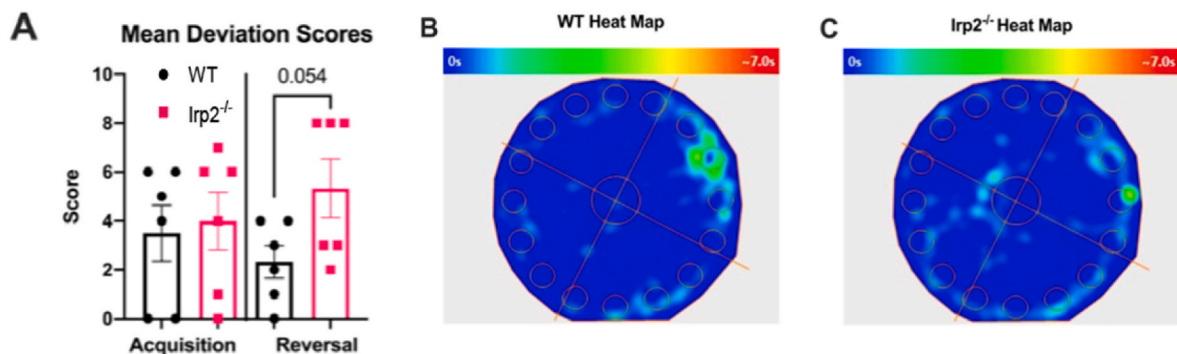 A
Mean Deviation Scores
WT
Irp2-/-
0.054
Score
10
8
6
4
2
0
Acquisition
Reversal
B
WT Heat Map
0s
~7.0s
C
Irp2-/- Heat Map
0s
~7.0s